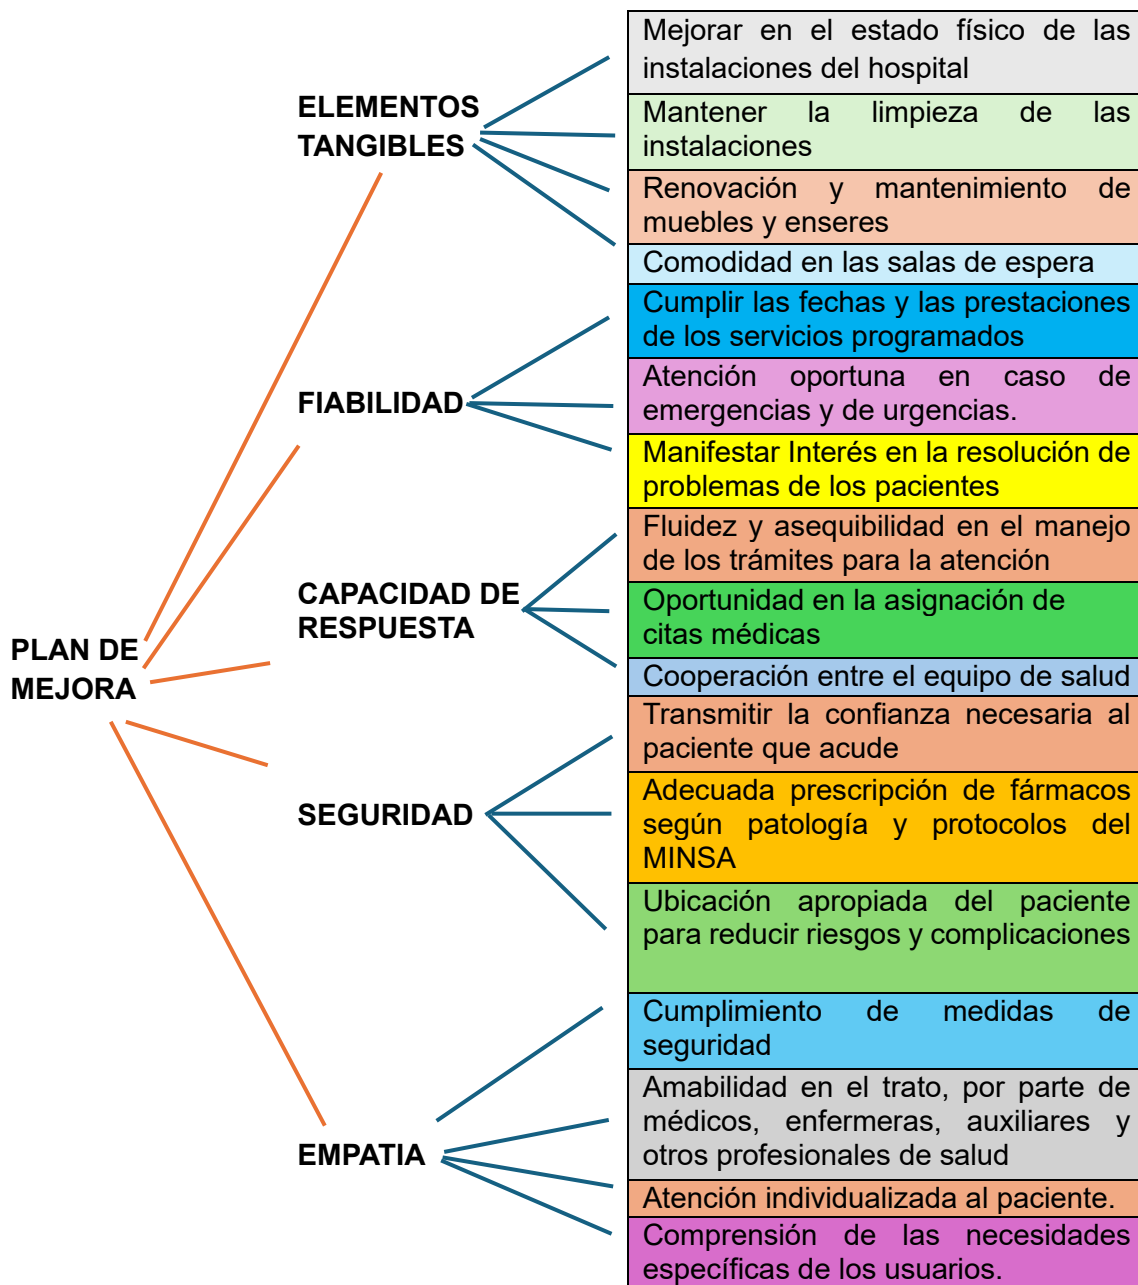 PLAN DE
MEJORA
ELEMENTOS
TANGIBLES
Mejorar en el estado físico de las
instalaciones del hospital
Mantener la limpieza de las
instalaciones
Renovación y mantenimiento de
muebles y enseres
Comodidad en las salas de espera
FIABILIDAD
Cumplir las fechas y las prestaciones
de los servicios programados
Atención oportuna en caso de
emergencias y de urgencias.
Manifestar Interés en la resolución de
problemas de los pacientes
CAPACIDAD DE
RESPUESTA
Fluidez y asequibilidad en el manejo
de los trámites para la atención
Oportunidad en la asignación de
citas médicas
Cooperación entre el equipo de salud
SEGURIDAD
Transmitir la confianza necesaria al
paciente que acude
Adecuada prescripción de fármacos
según patología y protocolos del
MINSA
Ubicación apropiada del paciente
para reducir riesgos y complicaciones
EMPATIA
Cumplimiento de medidas de
seguridad
Amabilidad en el trato, por parte de
médicos, enfermeras, auxiliares y
otros profesionales de salud
Atención individualizada al paciente.
Comprensión de las necesidades
específicas de los usuarios.